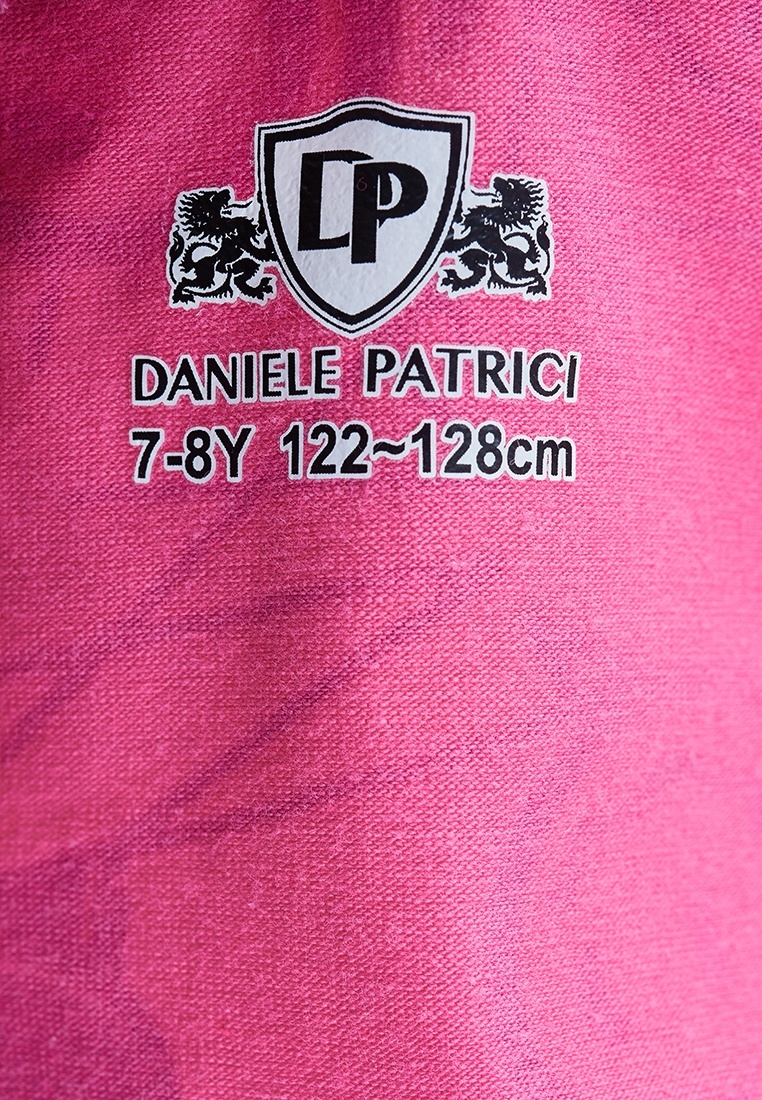 DP
DANIELE PATRICI
7-8Y 122~128cm